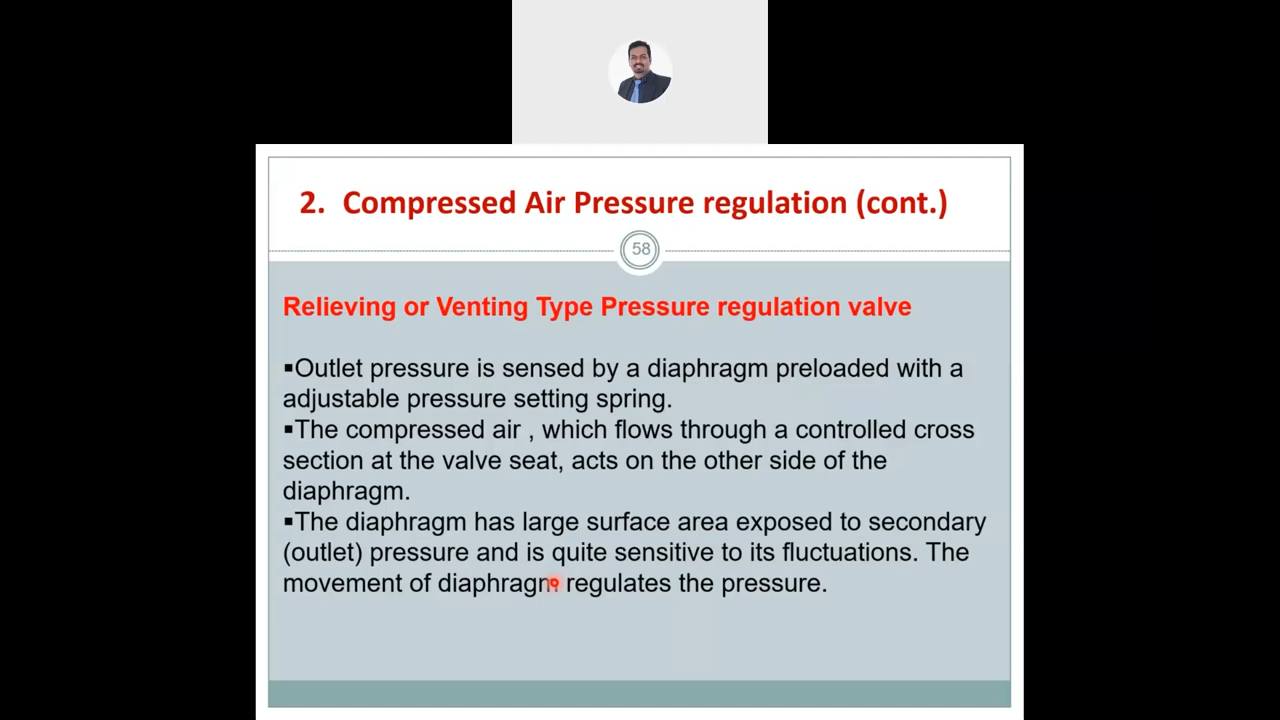 2. Compressed Air Pressure regulation (cont.)
58
Relieving or Venting Type Pressure regulation valve
▪Outlet pressure is sensed by a diaphragm preloaded with a
adjustable pressure setting spring.
▪The compressed air , which flows through a controlled cross
section at the valve seat, acts on the other side of the
diaphragm.
▪The diaphragm has large surface area exposed to secondary
(outlet) pressure and is quite sensitive to its fluctuations. The
movement of diaphragm regulates the pressure.